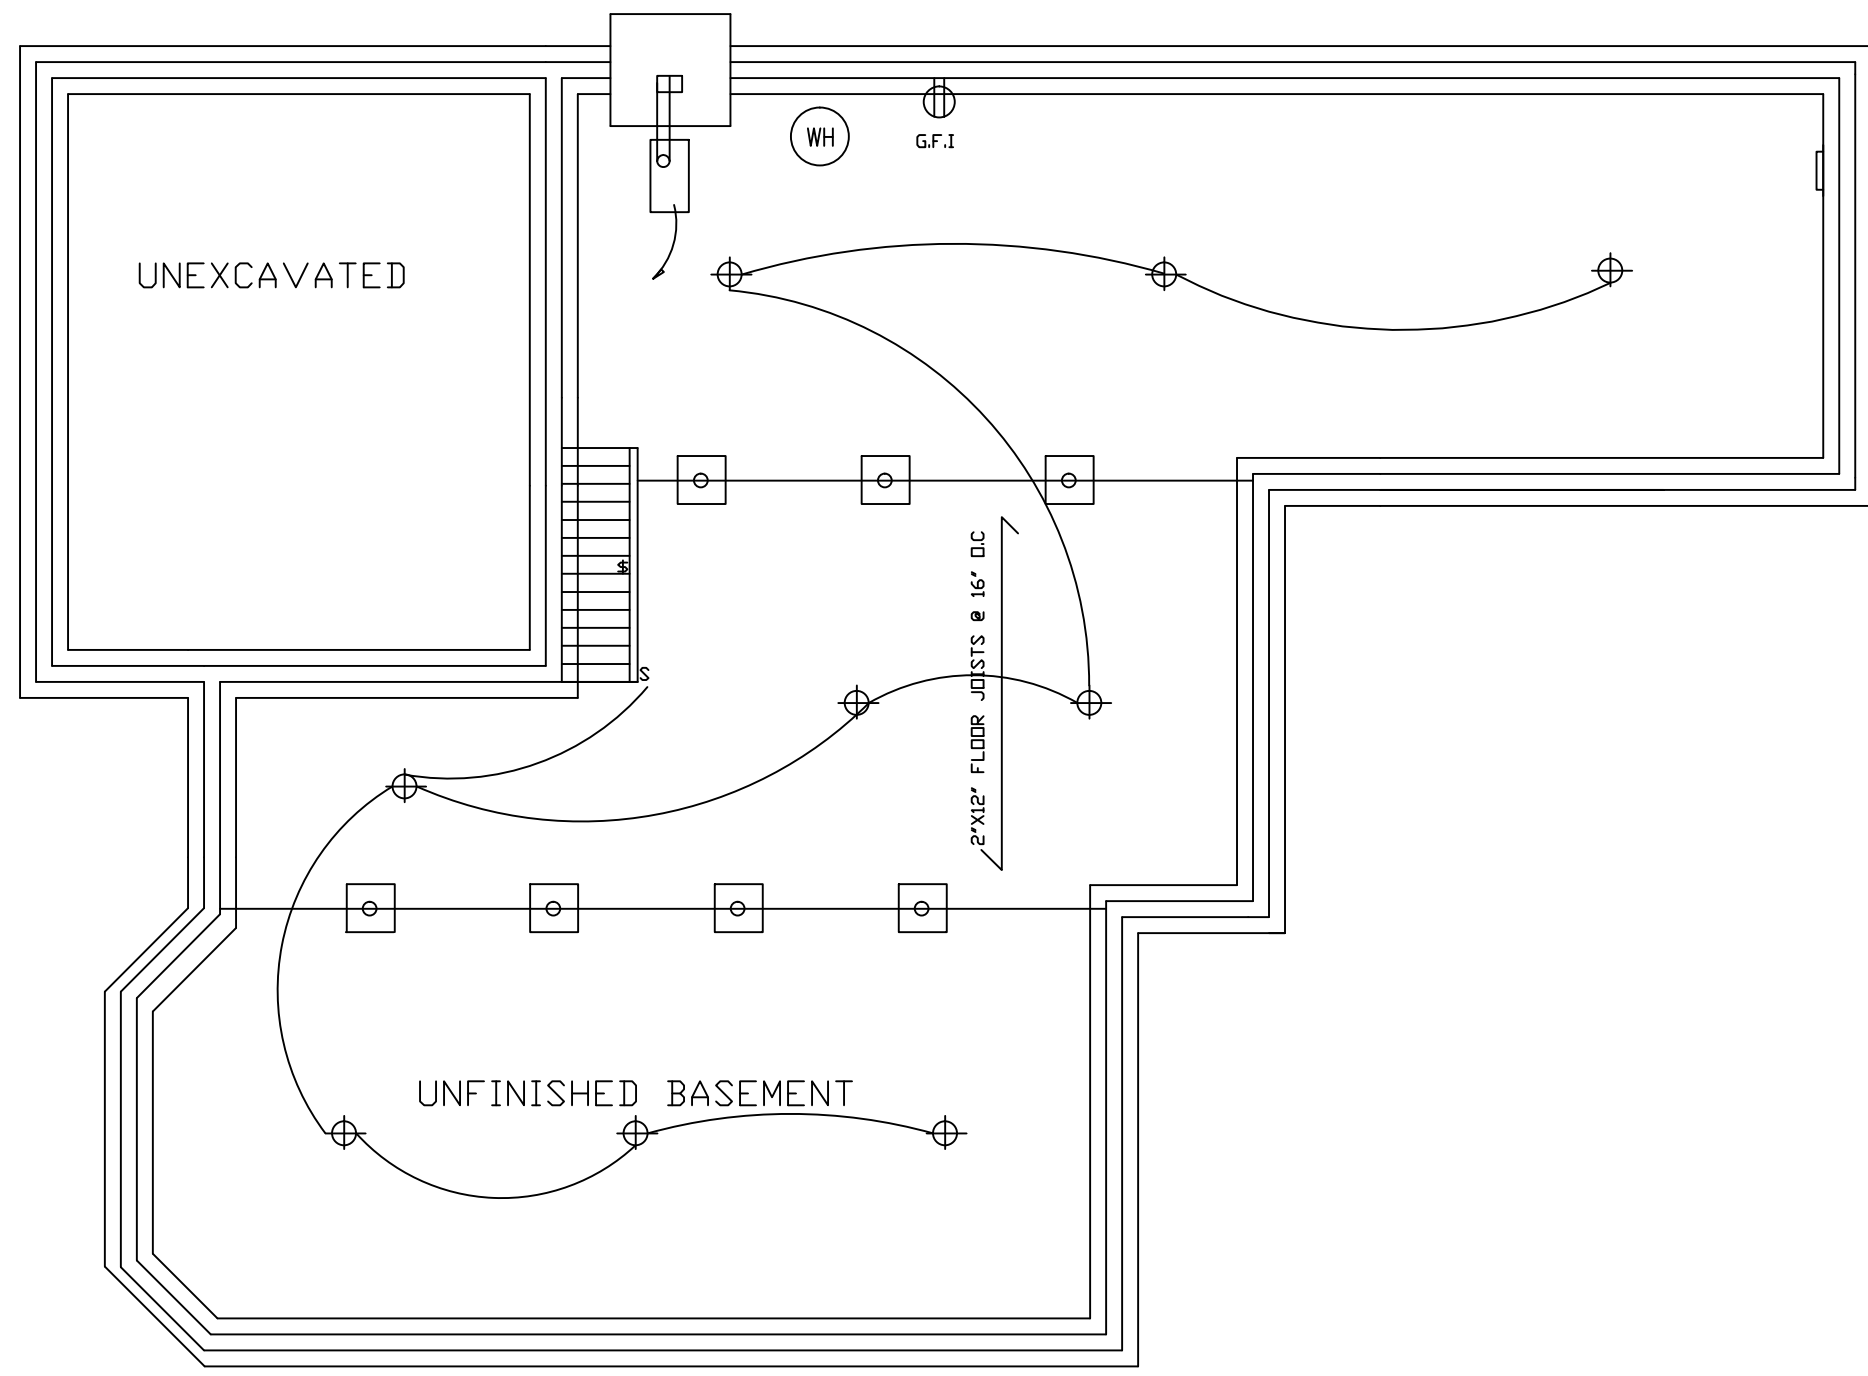 WH
G.F.I
UNEXCAVATED
$
S
2"X12" FLOOR JOISTS @ 16" O.C
UNFINISHED BASEMENT